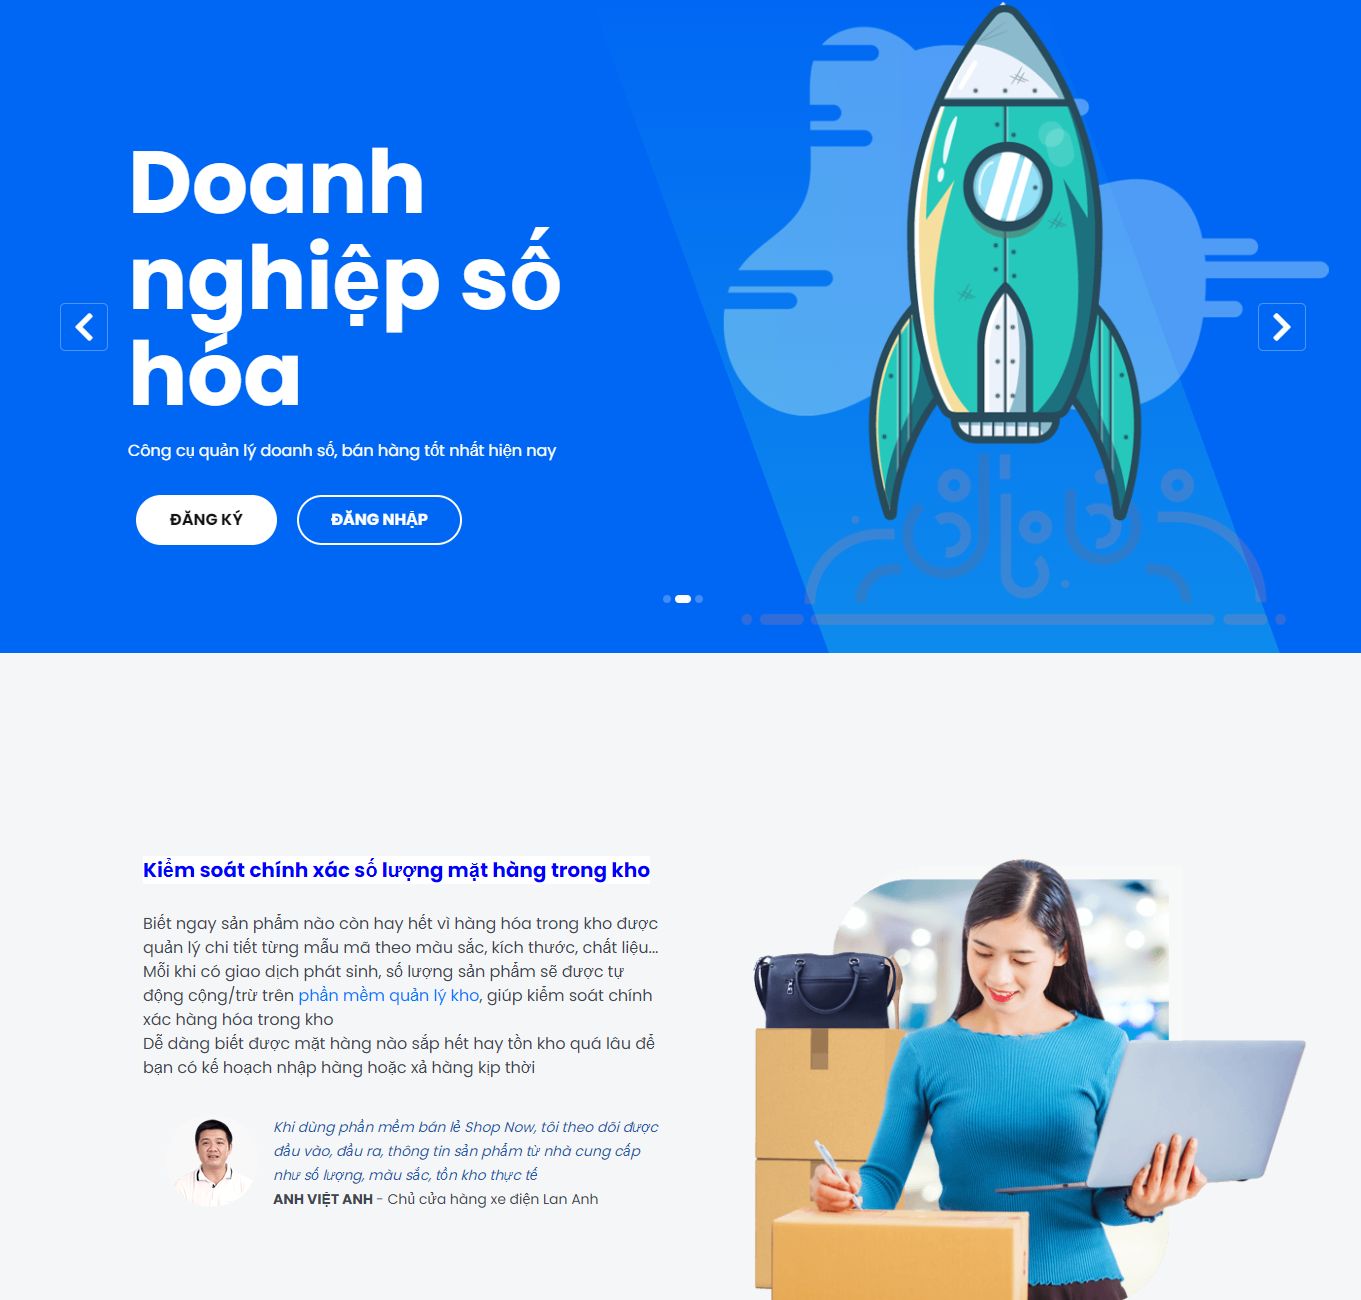 Doanh
nghiệp số
hóa
Công cụ quản lý doanh số, bán hàng tốt nhất hiện nay
ĐĂNG KÝ
ĐĂNG NHẬP
Kiểm soát chính xác số lượng mặt hàng trong kho
Biết ngay sản phẩm nào còn hay hết vì hàng hóa trong kho được
quản lý chi tiết từng mẫu mã theo màu sắc, kích thước, chất liệu...
Mỗi khi có giao dịch phát sinh, số lượng sản phẩm sẽ được tự
động cộng/trừ trên phần mềm quản lý kho, giúp kiểm soát chính
xác hàng hóa trong kho
Dễ dàng biết được mặt hàng nào sắp hết hay tồn kho quá lâu để
bạn có kế hoạch nhập hàng hoặc xả hàng kịp thời
Khi dùng phần mềm bán lẻ Shop Now, tôi theo dõi được
đầu vào, đầu ra, thông tin sản phẩm từ nhà cung cấp
như số lượng, màu sắc, tồn kho thực tế
ANH VIỆT ANH - Chủ cửa hàng xe điện Lan Anh